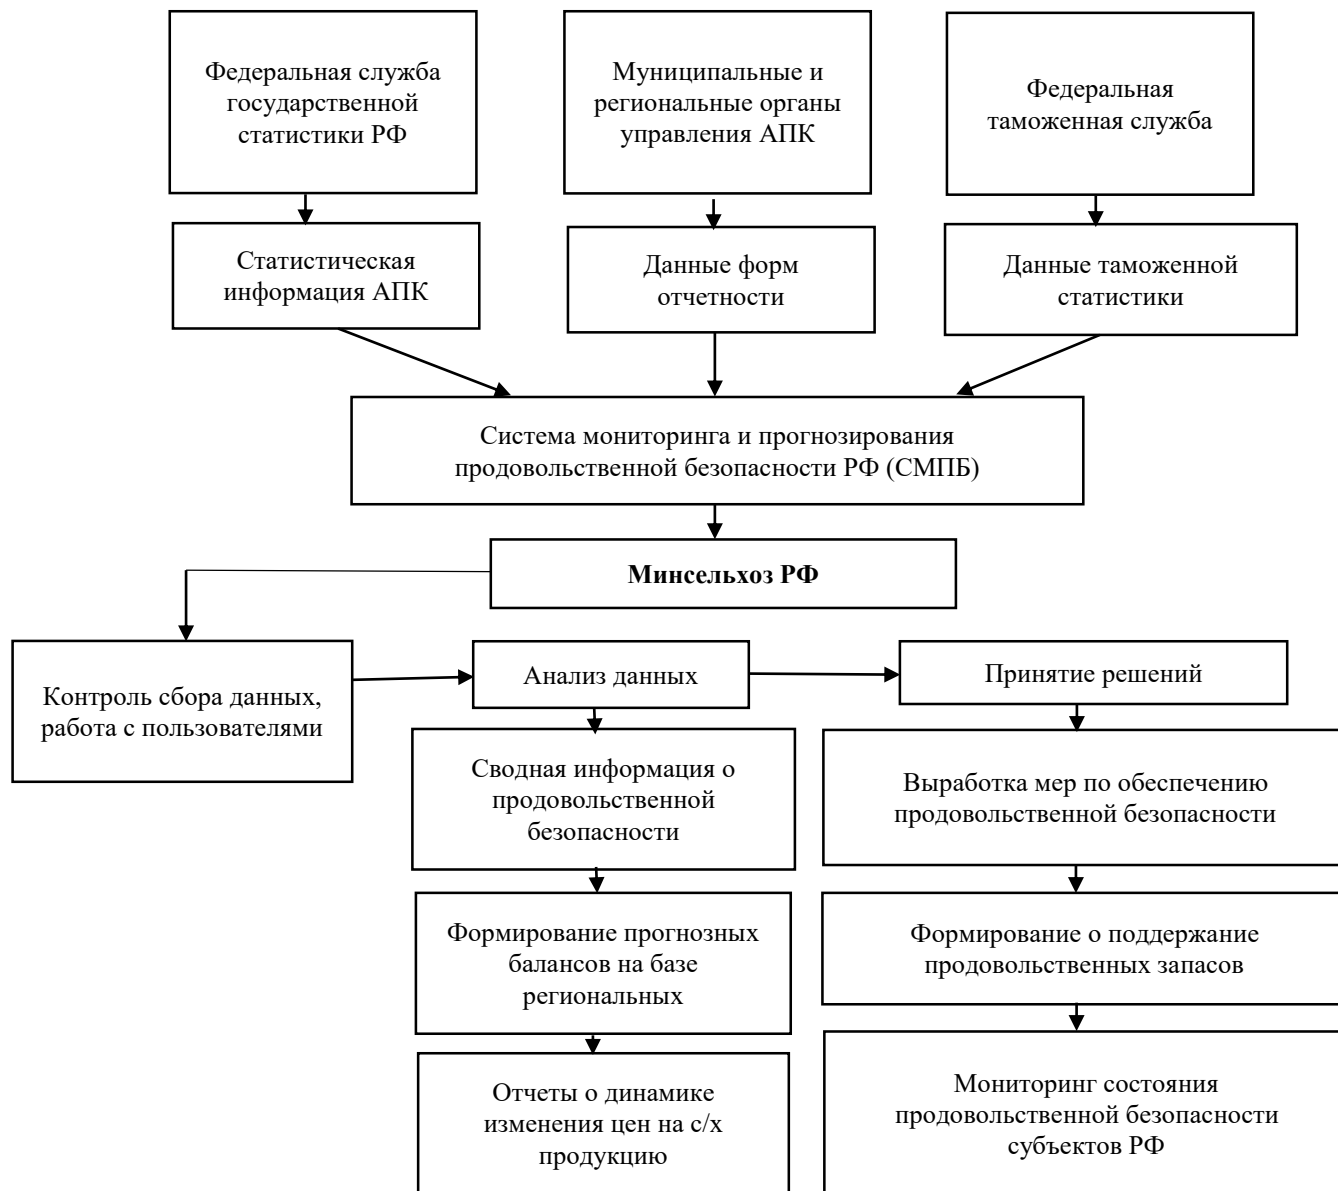 Федеральная служба
государственной
статистики РФ
Муниципальные и
региональные органы
управления АПК
Федеральная
таможенная служба
Статистическая
информация АПК
Данные форм
отчетности
Данные таможенной
статистики
Система мониторинга и прогнозирования
продовольственной безопасности РФ (СМПБ)
Минсельхоз РФ
Контроль сбора данных,
работа с пользователями
Анализ данных
Принятие решений
Сводная информация о
продовольственной
безопасности
Выработка мер по обеспечению
продовольственной безопасности
Формирование прогнозных
балансов на базе
региональных
Формирование о поддержание
продовольственных запасов
Отчеты о динамике
изменения цен на с/х
продукцию
Мониторинг состояния
продовольственной безопасности
субъектов РФ